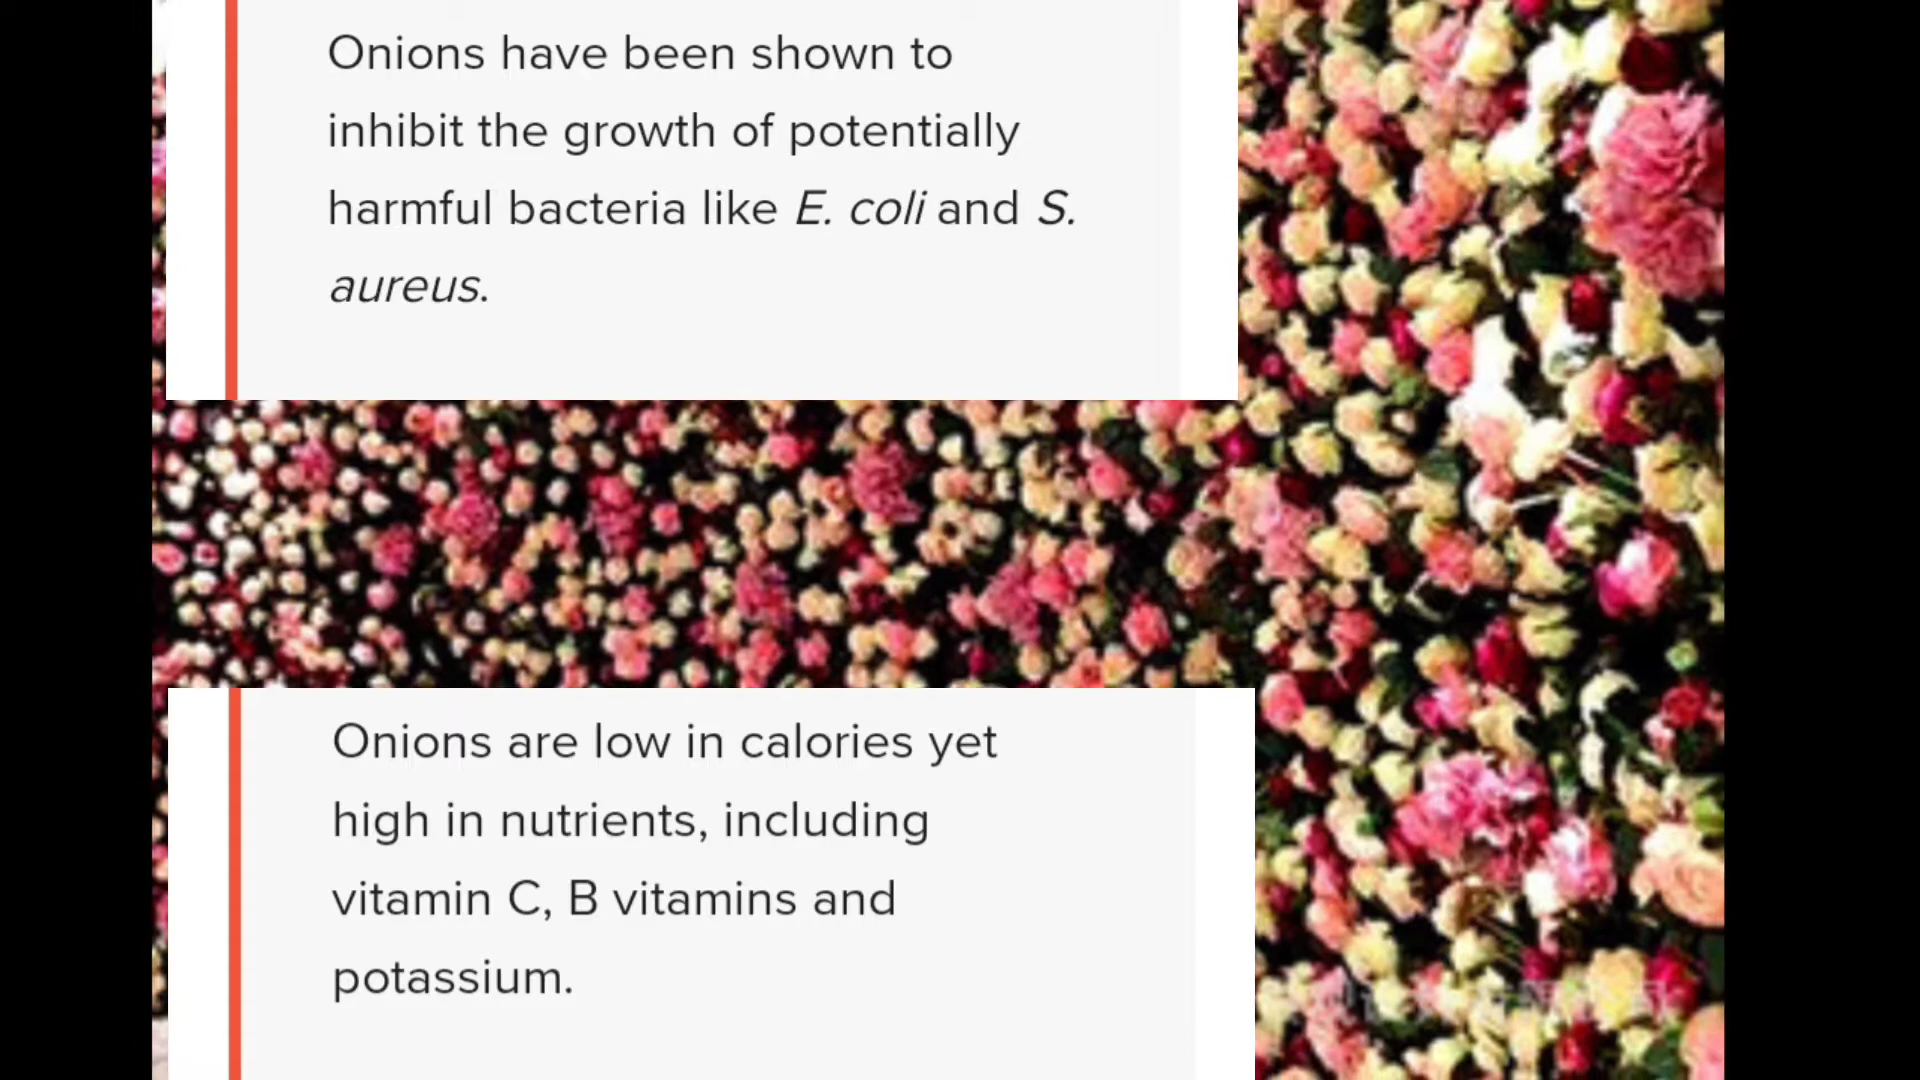 Onions have been shown to
inhibit the growth of potentially
harmful bacteria like E. coli and S.
aureus.
Onions are low in calories yet
high in nutrients, including
vitamin C, B vitamins and
potassium.